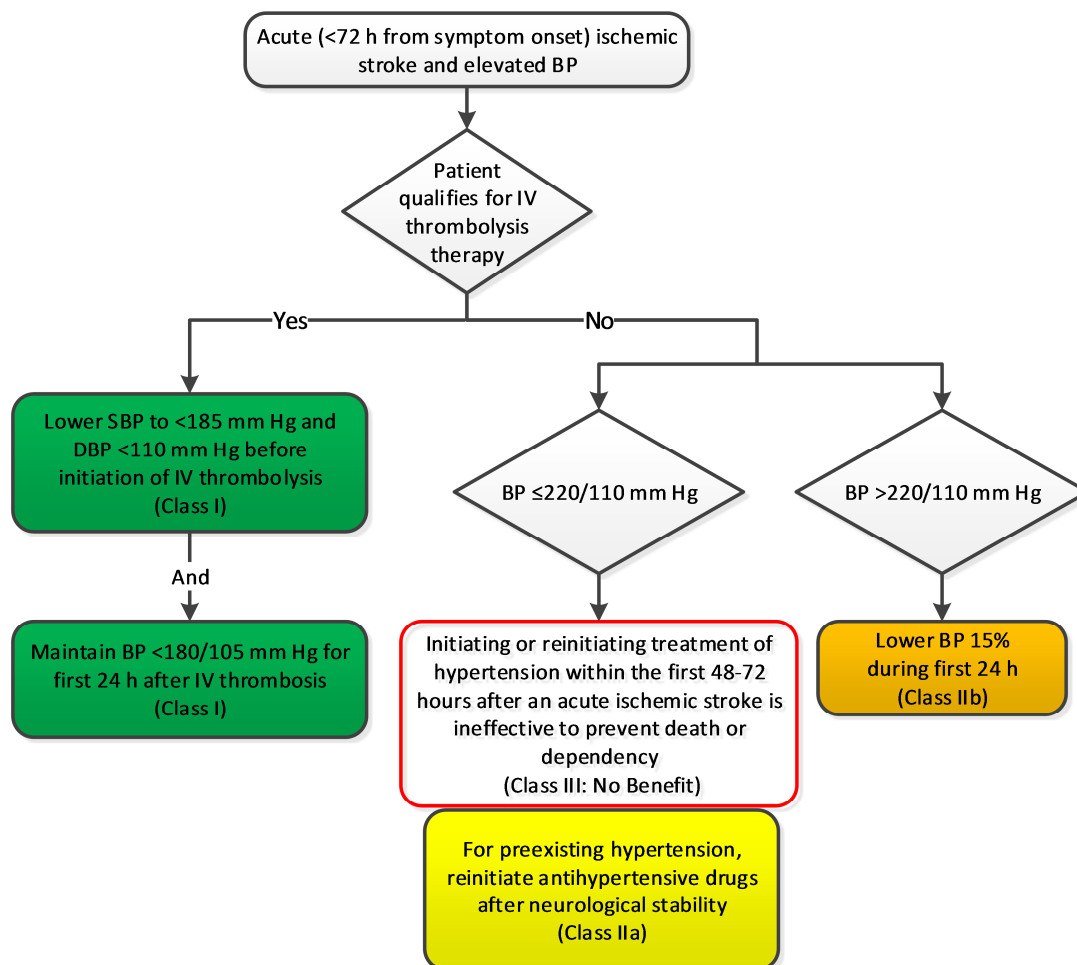 Acute (<72 h from symptom onset) ischemic
stroke and elevated BP
Patient
qualifies for IV
thrombolysis
therapy
Yes
No
Lower SBP to <185 mm Hg and
DBP <110 mm Hg before
initiation of IV thrombolysis
(Class I)
And
Maintain BP <180/105 mm Hg for
first 24 h after IV thrombosis
(Class I)
BP ≤220/110 mm Hg
BP >220/110 mm Hg
Initiating or reinitiating treatment of
hypertension within the first 48-72
hours after an acute ischemic stroke is
ineffective to prevent death or
dependency
(Class III: No Benefit)
Lower BP 15%
during first 24 h
(Class IIb)
For preexisting hypertension,
reinitiate antihypertensive drugs
after neurological stability
(Class IIa)